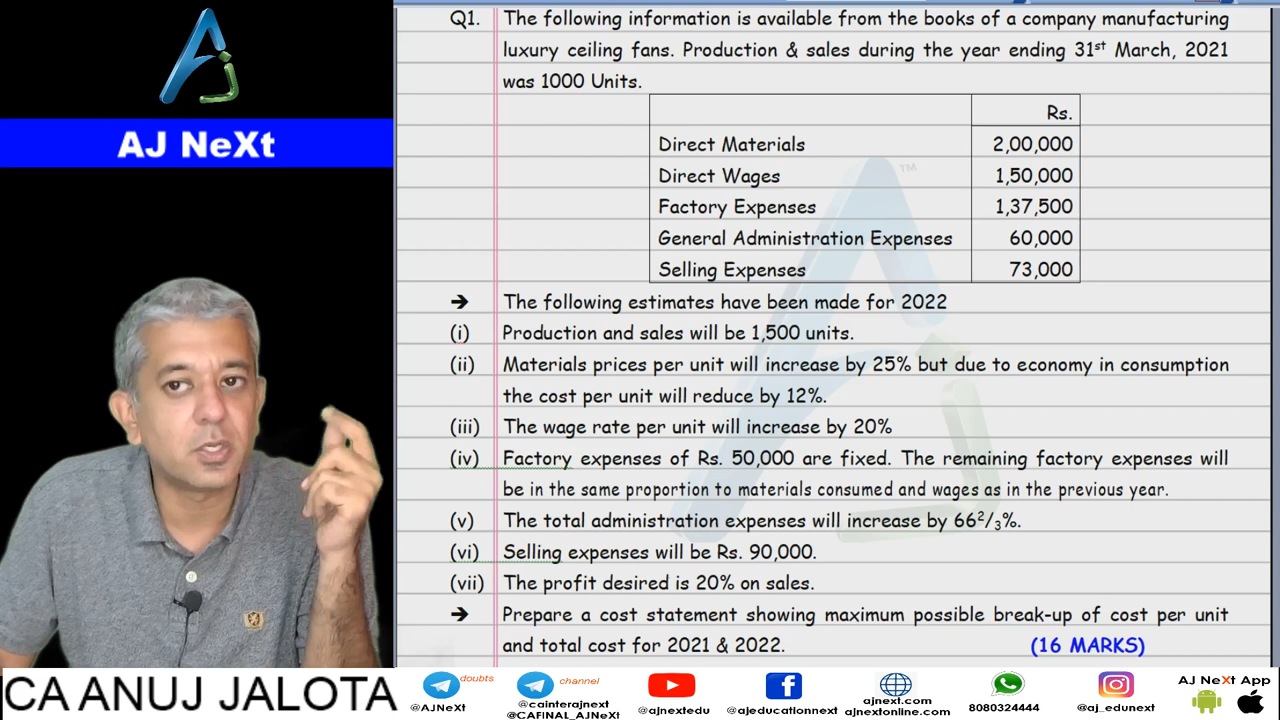 AJ NeXt
Q1. The following information is available from the books of a company manufacturing
luxury ceiling fans. Production & sales during the year ending 31st March, 2021
was 1000 Units.
Rs.
Direct Materials 2,00,000
Direct Wages 1,50,000
Factory Expenses 1,37,500
General Administration Expenses 60,000
Selling Expenses 73,000
→ The following estimates have been made for 2022
(i) Production and sales will be 1,500 units.
(ii) Materials prices per unit will increase by 25% but due to economy in consumption
the cost per unit will reduce by 12%.
(iii) The wage rate per unit will increase by 20%
(iv) Factory expenses of Rs. 50,000 are fixed. The remaining factory expenses will
be in the same proportion to materials consumed and wages as in the previous year.
(v) The total administration expenses will increase by 66 2/3%.
(vi) Selling expenses will be Rs. 90,000.
(vii) The profit desired is 20% on sales.
→ Prepare a cost statement showing maximum possible break-up of cost per unit
and total cost for 2021 & 2022. (16 MARKS)
TM
CA ANUJ JALOTA
doubts
@AJNeXt
channel
@cainterajnext
@CAFINAL_AJNeXt
@ajnextedu
@ajeducationnext
ajnext.com
ajnextonline.com
8080324444
@aj_edunext
AJ NeXt App